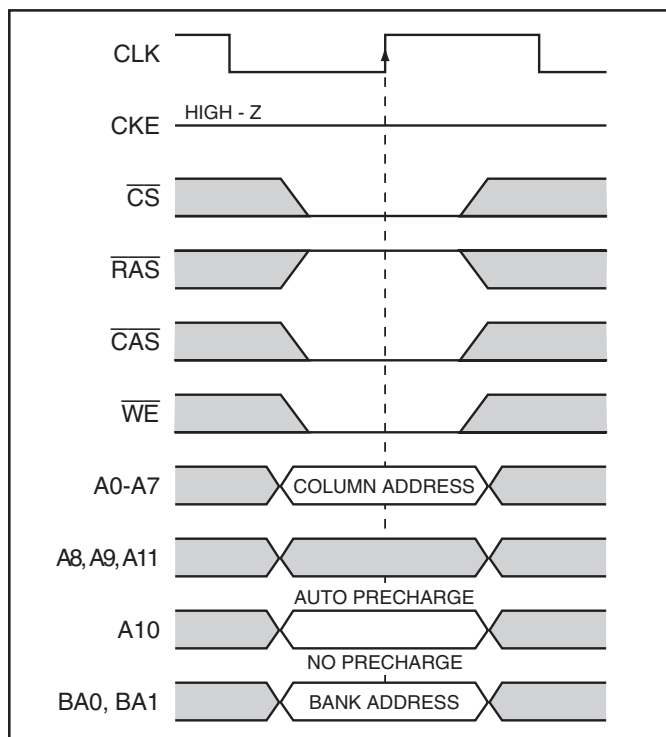 CLK
HIGH - Z
CKE
CS
RAS
CAS
WE
A0-A7 COLUMN ADDRESS
A8, A9, A11
AUTO PRECHARGE
A10
NO PRECHARGE
BA0, BA1 BANK ADDRESS